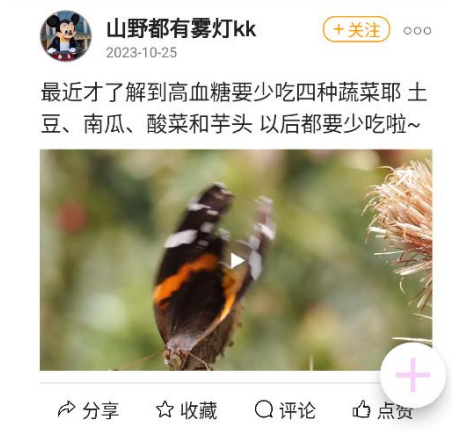 山野都有雾灯kk
+关注
2023-10-25
最近才了解到高血糖要少吃四种蔬菜耶 土
豆、南瓜、酸菜和芋头 以后都要少吃啦~
分享 收藏 评论 点赞